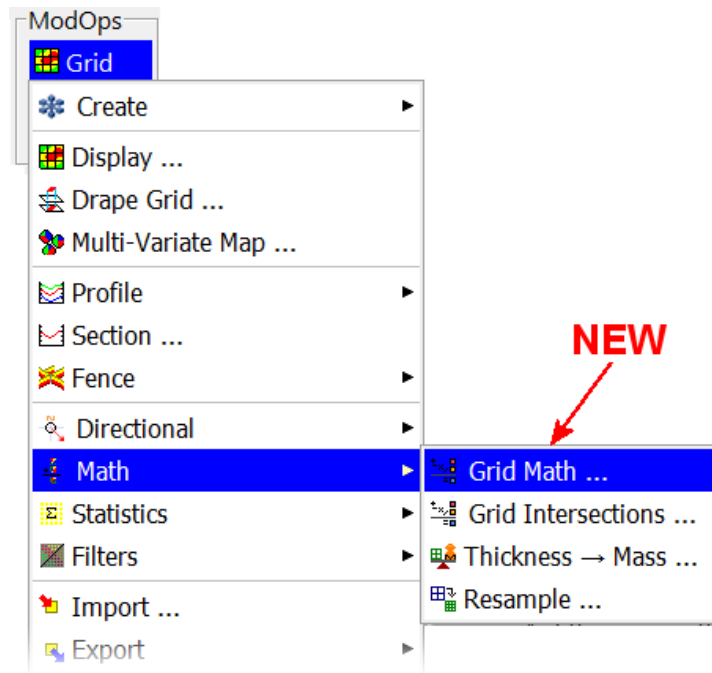 ModOps
Grid
Create
Display ...
Drape Grid ...
Multi-Variate Map ...
Profile
Section ...
Fence
Directional
Math
Statistics
Filters
Import ...
Export
NEW
Grid Math ...
Grid Intersections ...
Thickness → Mass ...
Resample ...